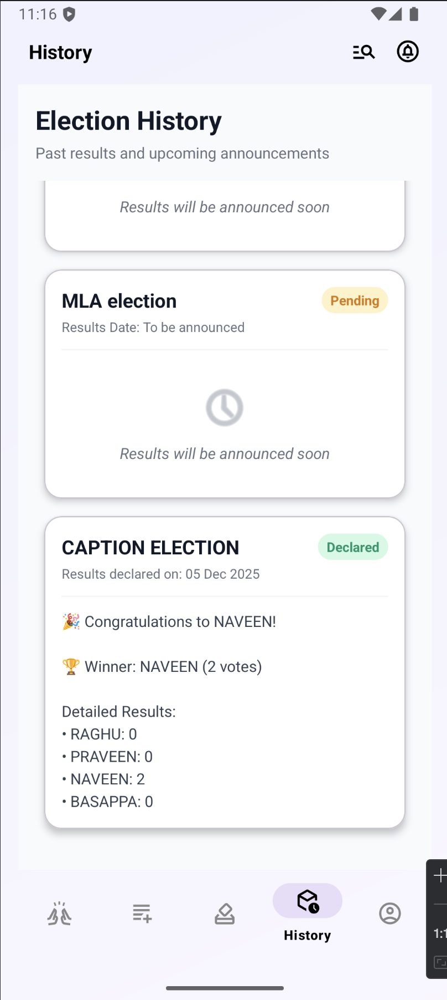 11:16
History
Election History
Past results and upcoming announcements
Results will be announced soon
MLA election
Pending
Results Date: To be announced
Results will be announced soon
CAPTION ELECTION
Declared
Results declared on: 05 Dec 2025
🎉 Congratulations to NAVEEN!
🏆 Winner: NAVEEN (2 votes)
Detailed Results:
• RAGHU: 0
• PRAVEEN: 0
• NAVEEN: 2
• BASAPPA: 0
History